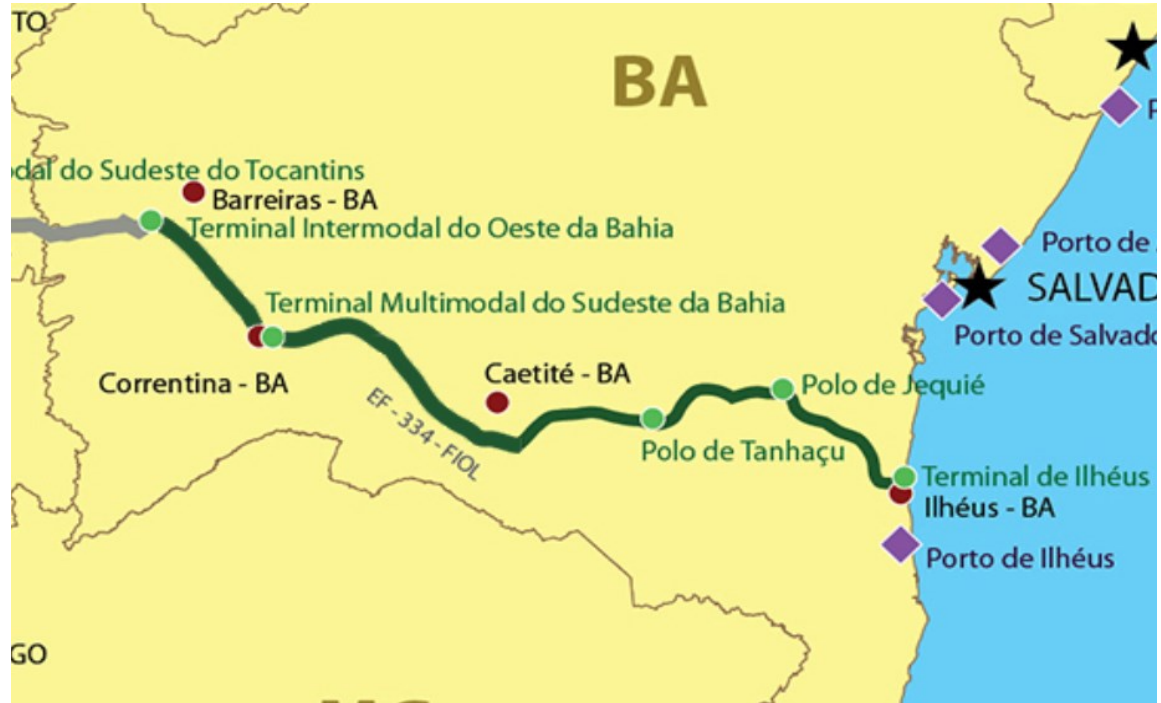 TO
BA
P
odal do Sudeste do Tocantins
Barreiras - BA
Terminal Intermodal do Oeste da Bahia
Porto de
SALVAD
Terminal Multimodal do Sudeste da Bahia
Porto de Salvado
Correntina - BA
Caetité - BA
Polo de Jequié
EF - 334 - FIOL
Polo de Tanhaçu
Terminal de Ilhéus
Ilhéus - BA
Porto de Ilhéus
GO